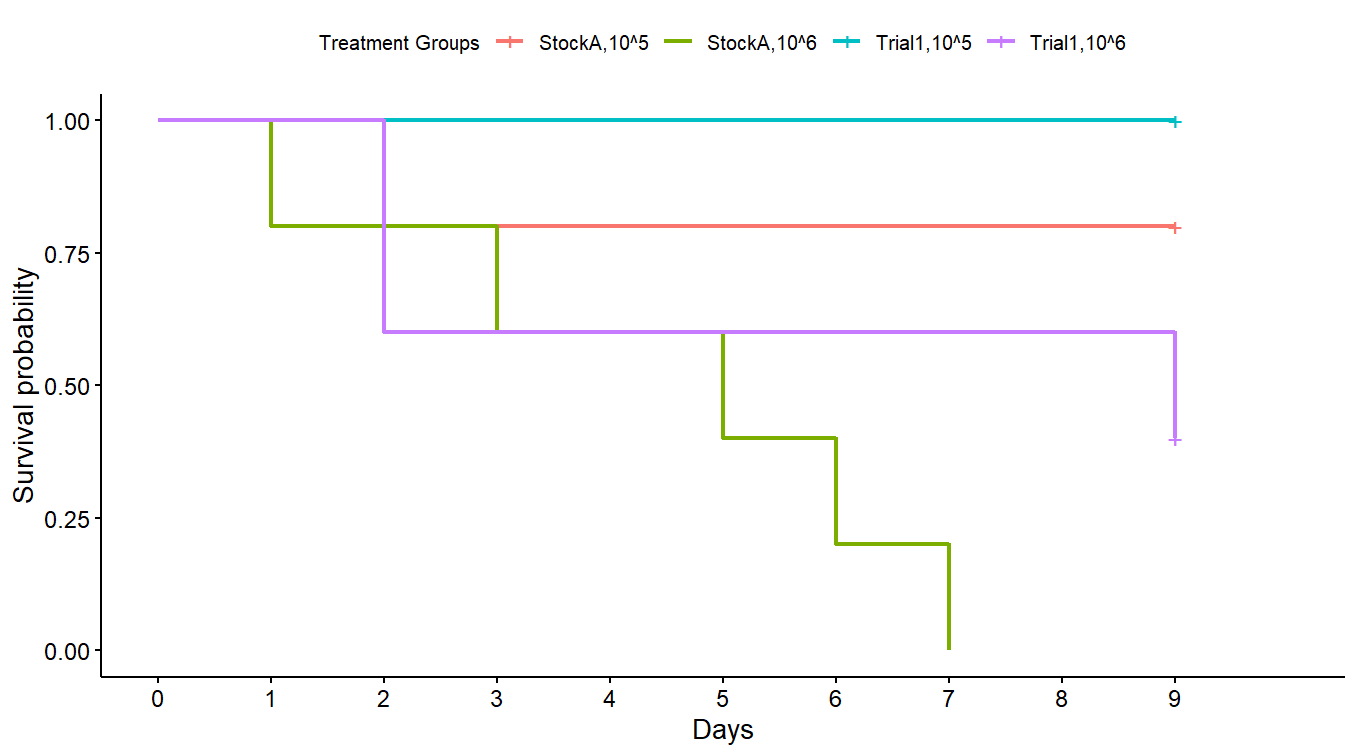 Treatment Groups StockA,10^5 StockA,10^6 Trial1,10^5 Trial1,10^6
1.00
0.75
0.50
0.25
0.00
Survival probability
0 1 2 3 4 5 6 7 8 9
Days